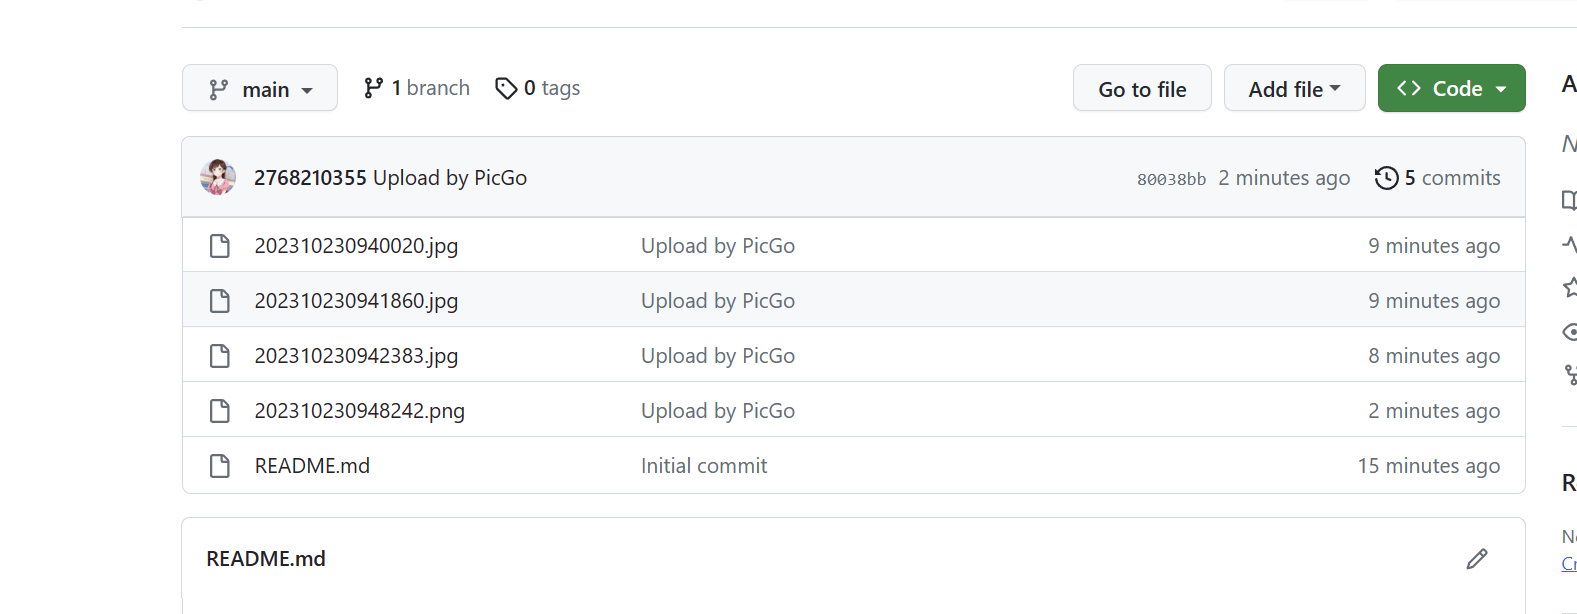 main 1 branch 0 tags Go to file Add file Code
2768210355 Upload by PicGo 80038bb 2 minutes ago 5 commits
202310230940020.jpg Upload by PicGo 9 minutes ago
202310230941860.jpg Upload by PicGo 9 minutes ago
202310230942383.jpg Upload by PicGo 8 minutes ago
202310230948242.png Upload by PicGo 2 minutes ago
README.md Initial commit 15 minutes ago
README.md